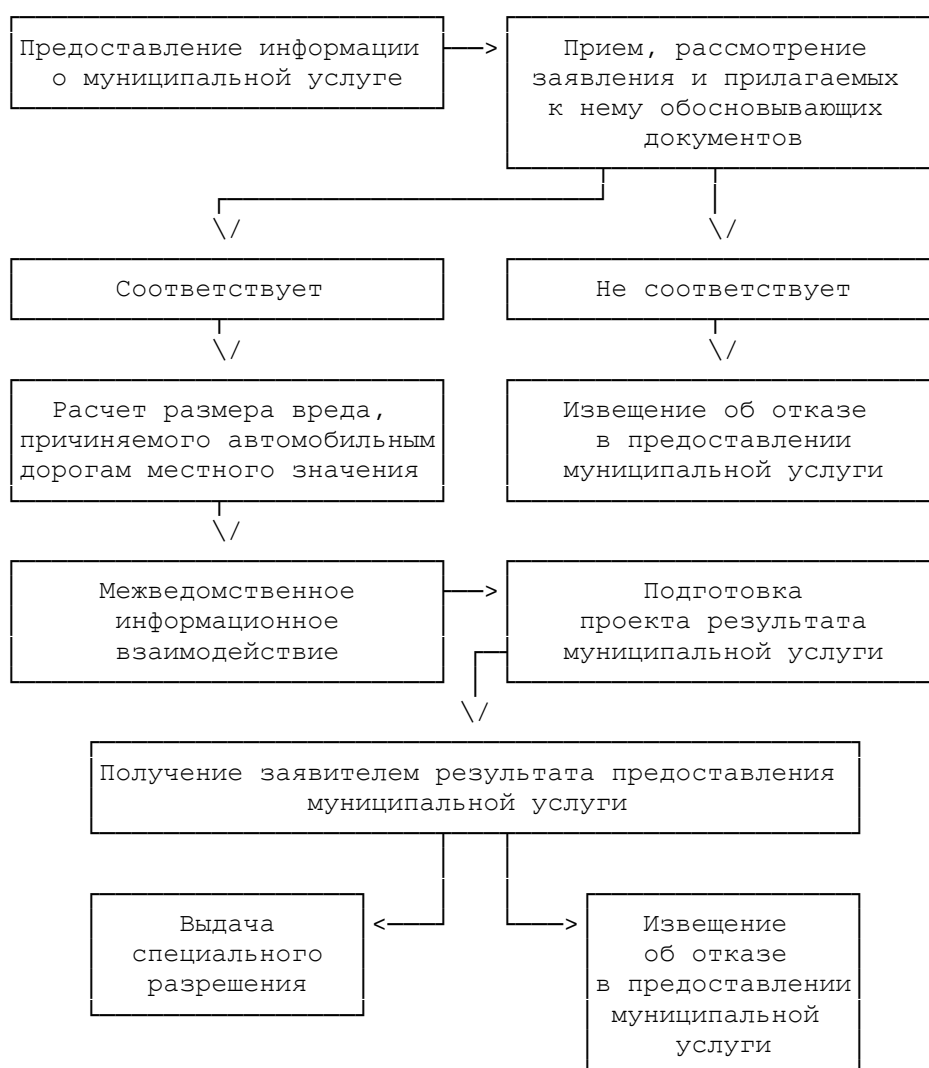 Предоставление информации
о муниципальной услуге
Прием, рассмотрение
заявления и прилагаемых
к нему обосновывающих
документов
Соответствует
Не соответствует
Расчет размера вреда,
причиняемого автомобильным
дорогам местного значения
Извещение об отказе
в предоставлении
муниципальной услуги
Межведомственное
информационное
взаимодействие
Подготовка
проекта результата
муниципальной услуги
Получение заявителем результата предоставления
муниципальной услуги
Выдача
специального
разрешения
Извещение
об отказе
в предоставлении
муниципальной
услуги